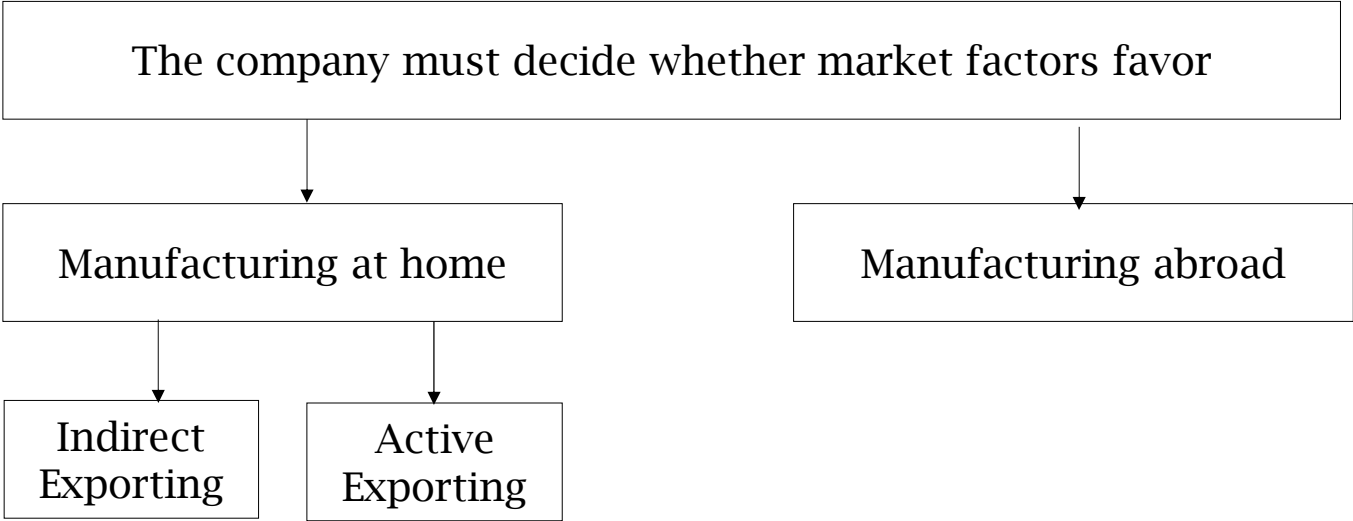 The company must decide whether market factors favor
Manufacturing at home
Manufacturing abroad
Indirect
Exporting
Active
Exporting